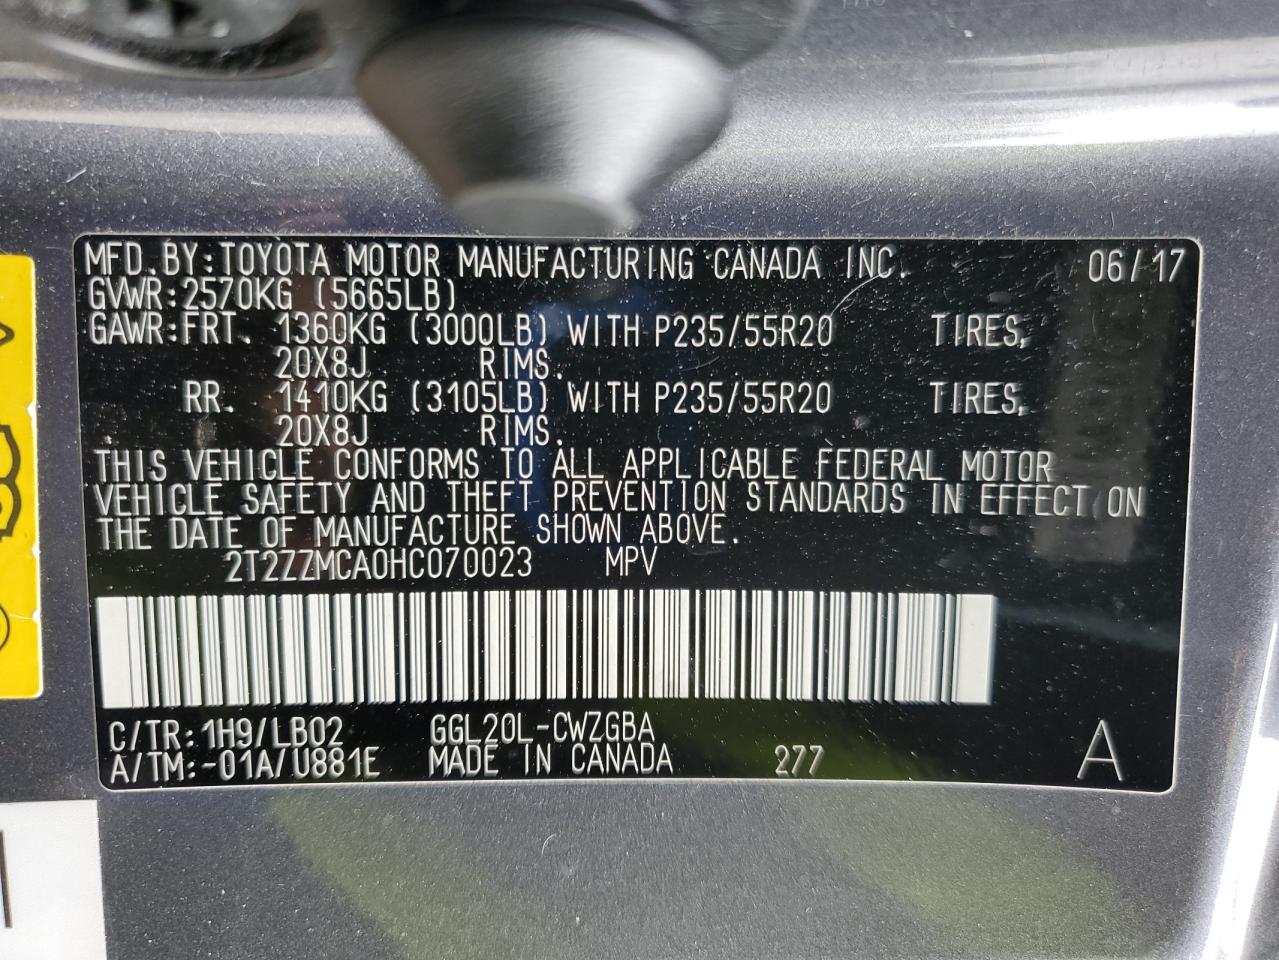 MFD.BY:TOYOTA MOTOR MANUFACTURING CANADA INC. 06/17
GVWR:2570KG (5665LB)
GAWR:FRT. 1360KG (3000LB) WITH P235/55R20 TIRES,
20X8J RIMS.
RR. 1410KG (3105LB) WITH P235/55R20 TIRES,
20X8J RIMS.
THIS VEHICLE CONFORMS TO ALL APPLICABLE FEDERAL MOTOR
VEHICLE SAFETY AND THEFT PREVENTION STANDARDS IN EFFECT ON
THE DATE OF MANUFACTURE SHOWN ABOVE.
2T2ZZMCA0HC070023 MPV
C/TR:1H9/LB02 GGL20L-CWZGBA
A/TM:-01A/U881E MADE IN CANADA 277 A